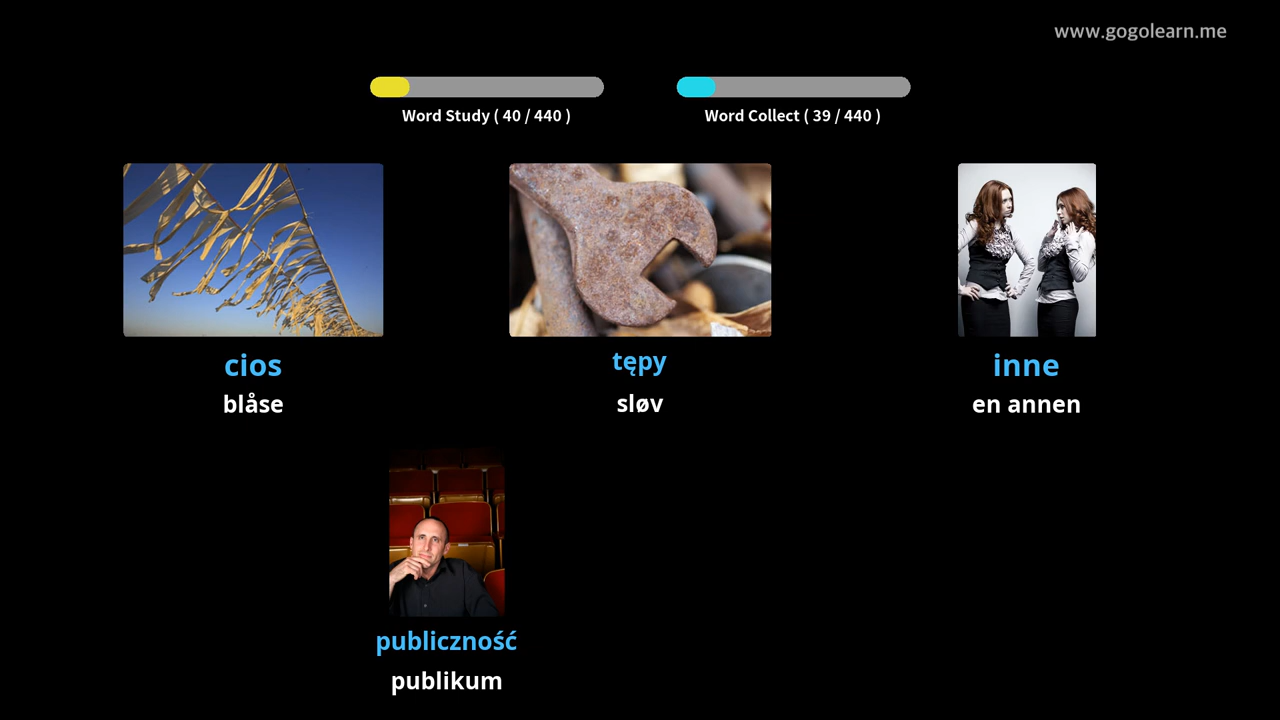 www.gogolearn.me
Word Study ( 40 / 440 )
Word Collect ( 39 / 440 )
cios
blåse
tępy
sløv
inne
en annen
publiczność
publikum